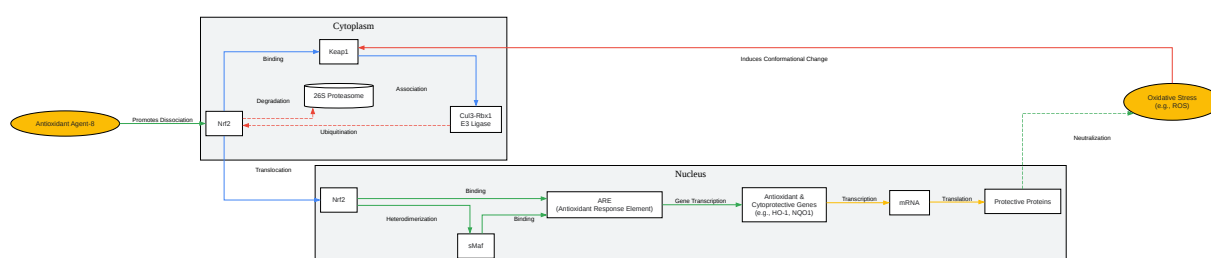 Cytoplasm
Keap1
Binding
Induces Conformational Change
26S Proteasome
Association
Degradation
Oxidative Stress
(e.g., ROS)
Antioxidant Agent-8
Promotes Dissociation
Nrf2
Cul3-Rbx1
E3 Ligase
Ubiquitination
Neutralization
Translocation
Nucleus
Nrf2
Binding
ARE
(Antioxidant Response Element)
Gene Transcription
Antioxidant &
Cytoprotective Genes
(e.g., HO-1, NQO1)
Transcription
mRNA
Translation
Protective Proteins
Heterodimerization
Binding
sMaf